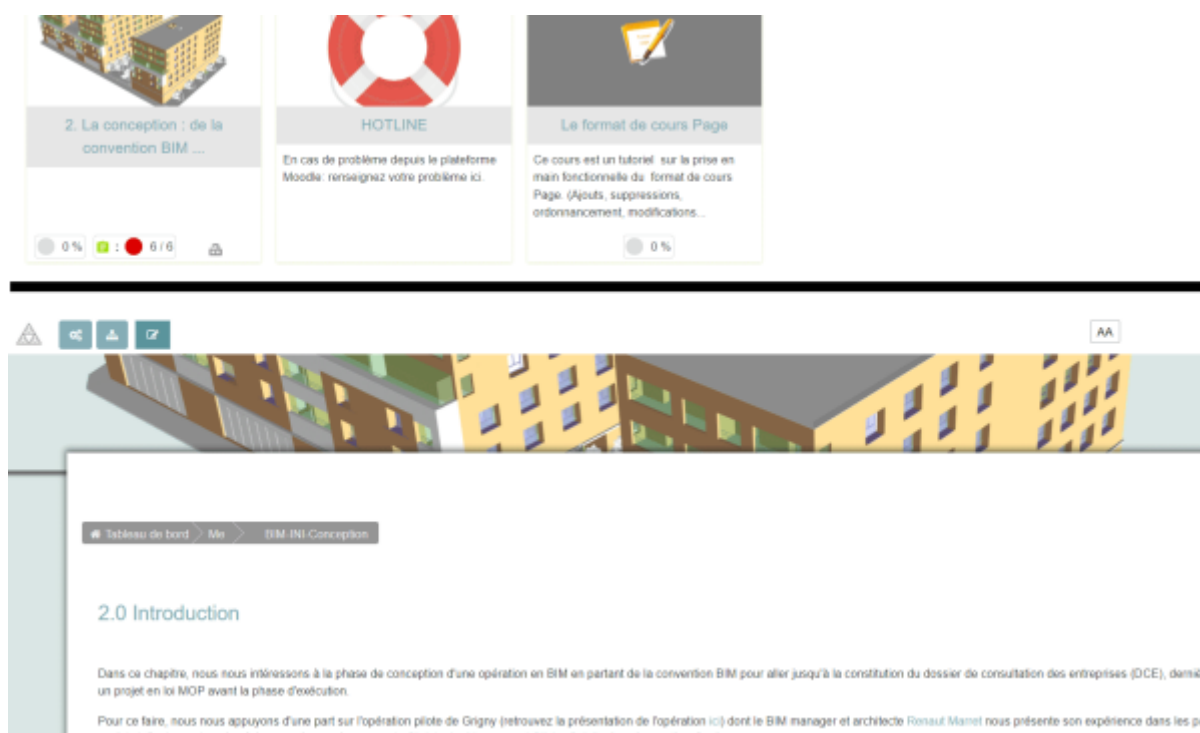 2. La conception : de la
convention BIM ...
0 %
: 6 / 6
HOTLINE
En cas de problème depuis le plateforme
Moodle: renseignez votre problème ici.
Le format de cours Page
Ce cours est un tutoriel sur la prise en
main fonctionnelle du format de cours
Page. (Ajouts, suppressions,
ordonnancement, modifications...
0 %
AA
Tableau de bord
Me
BIM-INI-Conception
2.0 Introduction
Dans ce chapitre, nous nous intéressons à la phase de conception d'une opération en BIM en partant de la convention BIM pour aller jusqu'à la constitution du dossier de consultation des entreprises (DCE), derniè
un projet en loi MOP avant la phase d'exécution.
Pour ce faire, nous nous appuyons d'une part sur l'opération pilote de Grigny (retrouvez la présentation de l'opération ici) dont le BIM manager et architecte Renaut Marret nous présente son expérience dans les pa